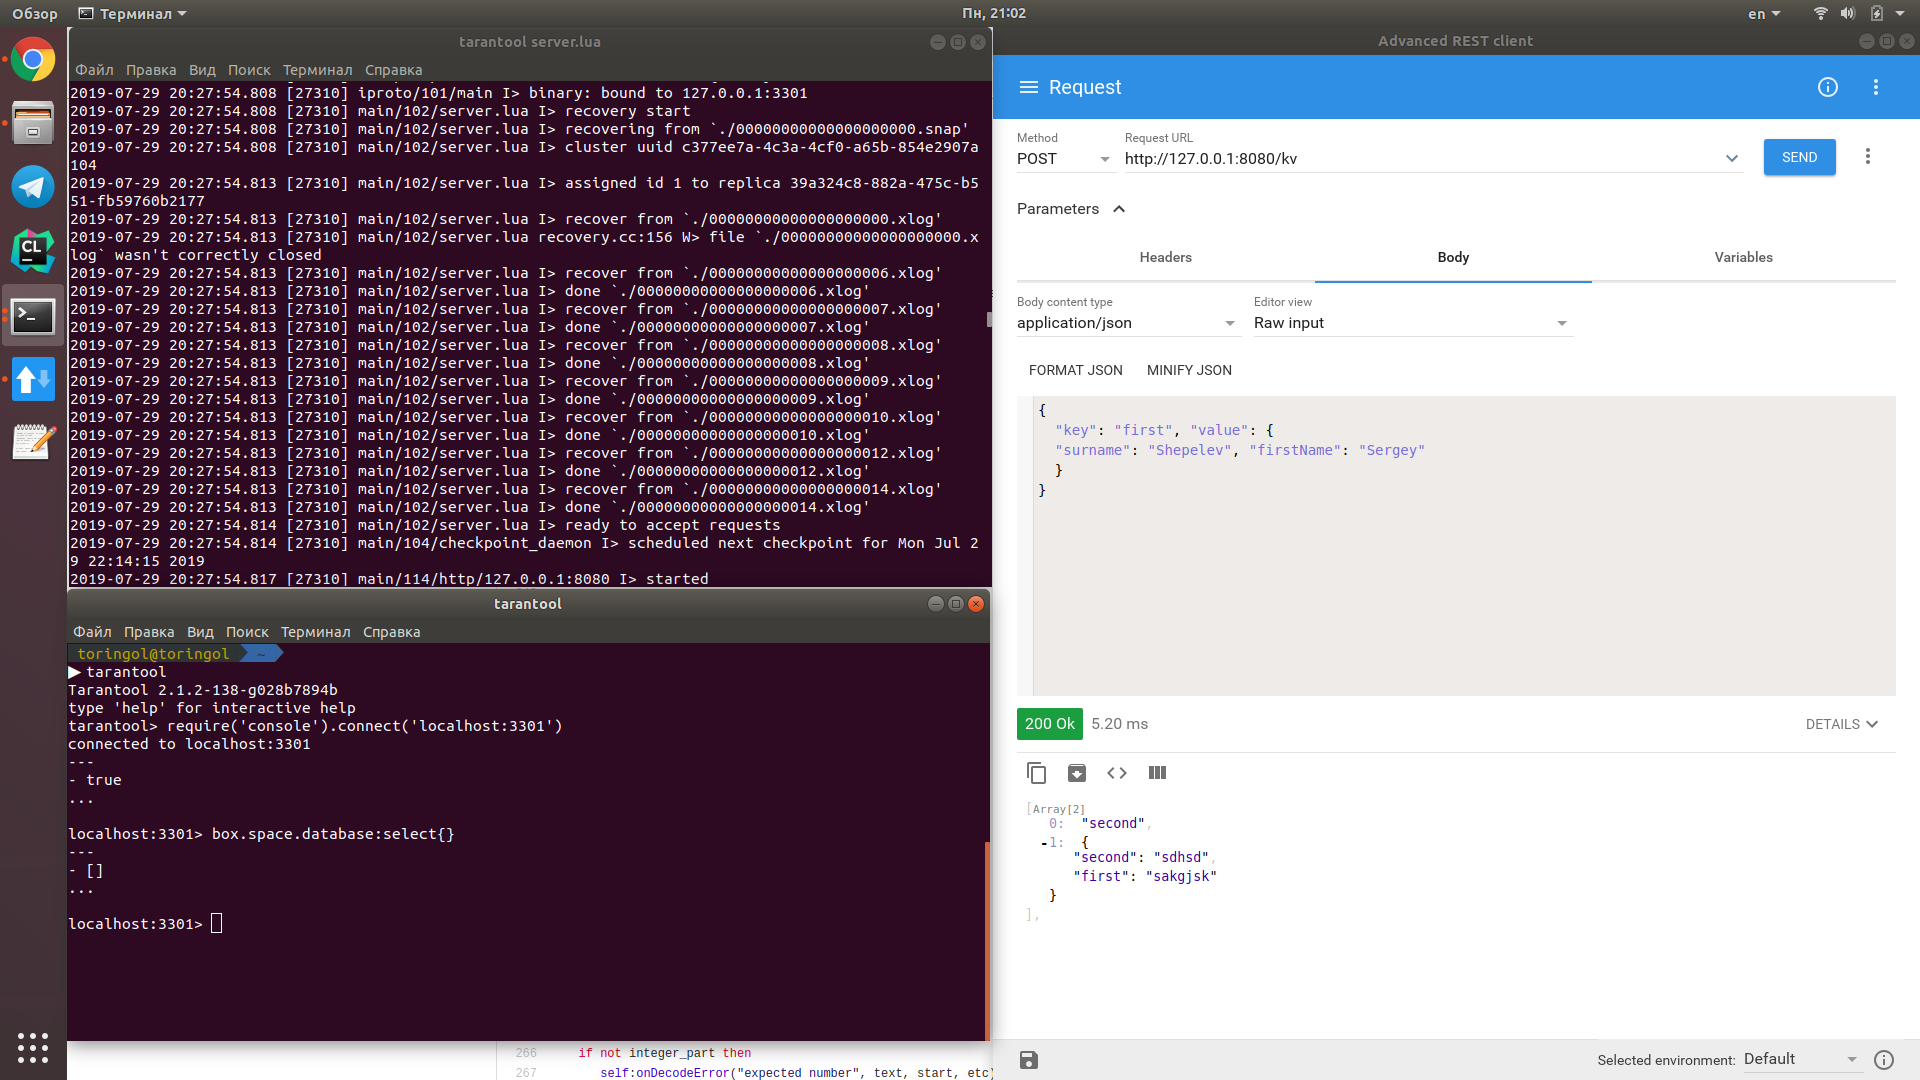 Обзор
Терминал
Пн, 21:02
en
tarantool server.lua
Файл Правка Вид Поиск Терминал Справка
2019-07-29 20:27:54.808 [27310] iproto/101/main I> binary: bound to 127.0.0.1:3301
2019-07-29 20:27:54.808 [27310] main/102/server.lua I> recovery start
2019-07-29 20:27:54.808 [27310] main/102/server.lua I> recovering from `./00000000000000000000.snap'
2019-07-29 20:27:54.808 [27310] main/102/server.lua I> cluster uuid c377ee7a-4c3a-4cf0-a65b-854e2907a
104
2019-07-29 20:27:54.813 [27310] main/102/server.lua I> assigned id 1 to replica 39a324c8-882a-475c-b5
51-fb59760b2177
2019-07-29 20:27:54.813 [27310] main/102/server.lua I> recover from `./00000000000000000000.xlog'
2019-07-29 20:27:54.813 [27310] main/102/server.lua recovery.cc:156 W> file `./00000000000000000000.x
log` wasn't correctly closed
2019-07-29 20:27:54.813 [27310] main/102/server.lua I> recover from `./00000000000000000006.xlog'
2019-07-29 20:27:54.813 [27310] main/102/server.lua I> done `./00000000000000000006.xlog'
2019-07-29 20:27:54.813 [27310] main/102/server.lua I> recover from `./00000000000000000007.xlog'
2019-07-29 20:27:54.813 [27310] main/102/server.lua I> done `./00000000000000000007.xlog'
2019-07-29 20:27:54.813 [27310] main/102/server.lua I> recover from `./00000000000000000008.xlog'
2019-07-29 20:27:54.813 [27310] main/102/server.lua I> done `./00000000000000000008.xlog'
2019-07-29 20:27:54.813 [27310] main/102/server.lua I> recover from `./00000000000000000009.xlog'
2019-07-29 20:27:54.813 [27310] main/102/server.lua I> done `./00000000000000000009.xlog'
2019-07-29 20:27:54.813 [27310] main/102/server.lua I> recover from `./00000000000000000010.xlog'
2019-07-29 20:27:54.813 [27310] main/102/server.lua I> done `./00000000000000000010.xlog'
2019-07-29 20:27:54.813 [27310] main/102/server.lua I> recover from `./00000000000000000012.xlog'
2019-07-29 20:27:54.813 [27310] main/102/server.lua I> done `./00000000000000000012.xlog'
2019-07-29 20:27:54.813 [27310] main/102/server.lua I> recover from `./00000000000000000014.xlog'
2019-07-29 20:27:54.813 [27310] main/102/server.lua I> done `./00000000000000000014.xlog'
2019-07-29 20:27:54.814 [27310] main/102/server.lua I> ready to accept requests
2019-07-29 20:27:54.814 [27310] main/104/checkpoint_daemon I> scheduled next checkpoint for Mon Jul 2
9 22:14:15 2019
2019-07-29 20:27:54.817 [27310] main/114/http/127.0.0.1:8080 I> started
tarantool
Файл Правка Вид Поиск Терминал Справка
toringol@toringol ~
▶ tarantool
Tarantool 2.1.2-138-g028b7894b
type 'help' for interactive help
tarantool> require('console').connect('localhost:3301')
connected to localhost:3301
---
- true
...
localhost:3301> box.space.database:select{}
---
- []
...
localhost:3301>
266 if not integer_part then
267 self:onDecodeError("expected number", text, start, etc)
Advanced REST client
Request
Method
POST
Request URL
http://127.0.0.1:8080/kv
SEND
Parameters
Headers
Body
Variables
Body content type
application/json
Editor view
Raw input
FORMAT JSON
MINIFY JSON
{
"key": "first", "value": {
"surname": "Shepelev", "firstName": "Sergey"
}
}
200 Ok
5.20 ms
DETAILS
[Array[2]
0: "second",
-1: {
"second": "sdhsd",
"first": "sakgjsk"
}
],
Selected environment:
Default
CL